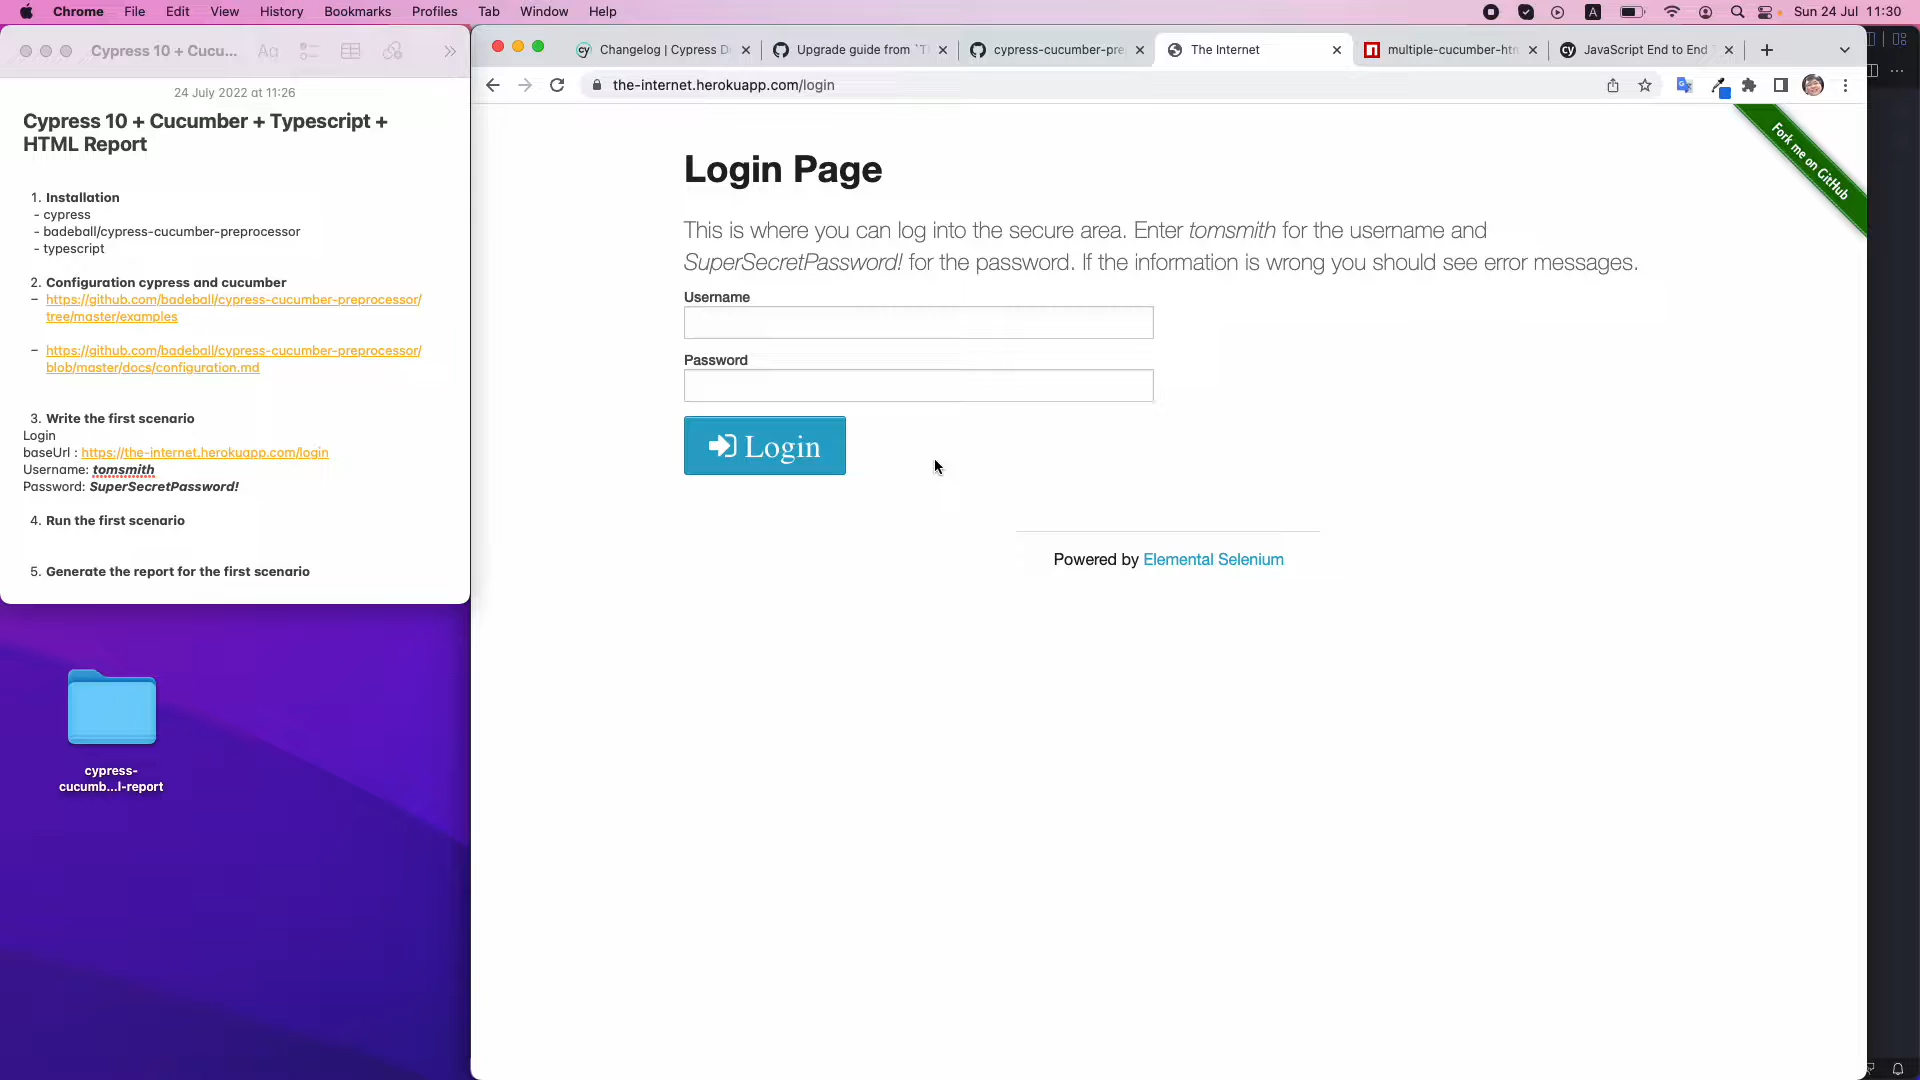 Chrome File Edit View History Bookmarks Profiles Tab Window Help
A
Sun 24 Jul 11:30
Cypress 10 + Cucu...
Aa
24 July 2022 at 11:26
Cypress 10 + Cucumber + Typescript +
HTML Report
1. Installation
- cypress
- badeball/cypress-cucumber-preprocessor
- typescript
2. Configuration cypress and cucumber
– https://github.com/badeball/cypress-cucumber-preprocessor/
tree/master/examples
– https://github.com/badeball/cypress-cucumber-preprocessor/
blob/master/docs/configuration.md
3. Write the first scenario
Login
baseUrl : https://the-internet.herokuapp.com/login
Username: tomsmith
Password: SuperSecretPassword!
4. Run the first scenario
5. Generate the report for the first scenario
cypress-
cucumb...l-report
cy Changelog | Cypress D
Upgrade guide from
cypress-cucumber-pre
The Internet
multiple-cucumber-htm
cy JavaScript End to End
the-internet.herokuapp.com/login
Fork me on GitHub
Login Page
This is where you can log into the secure area. Enter tomsmith for the username and
SuperSecretPassword! for the password. If the information is wrong you should see error messages.
Username
Password
Login
Powered by Elemental Selenium